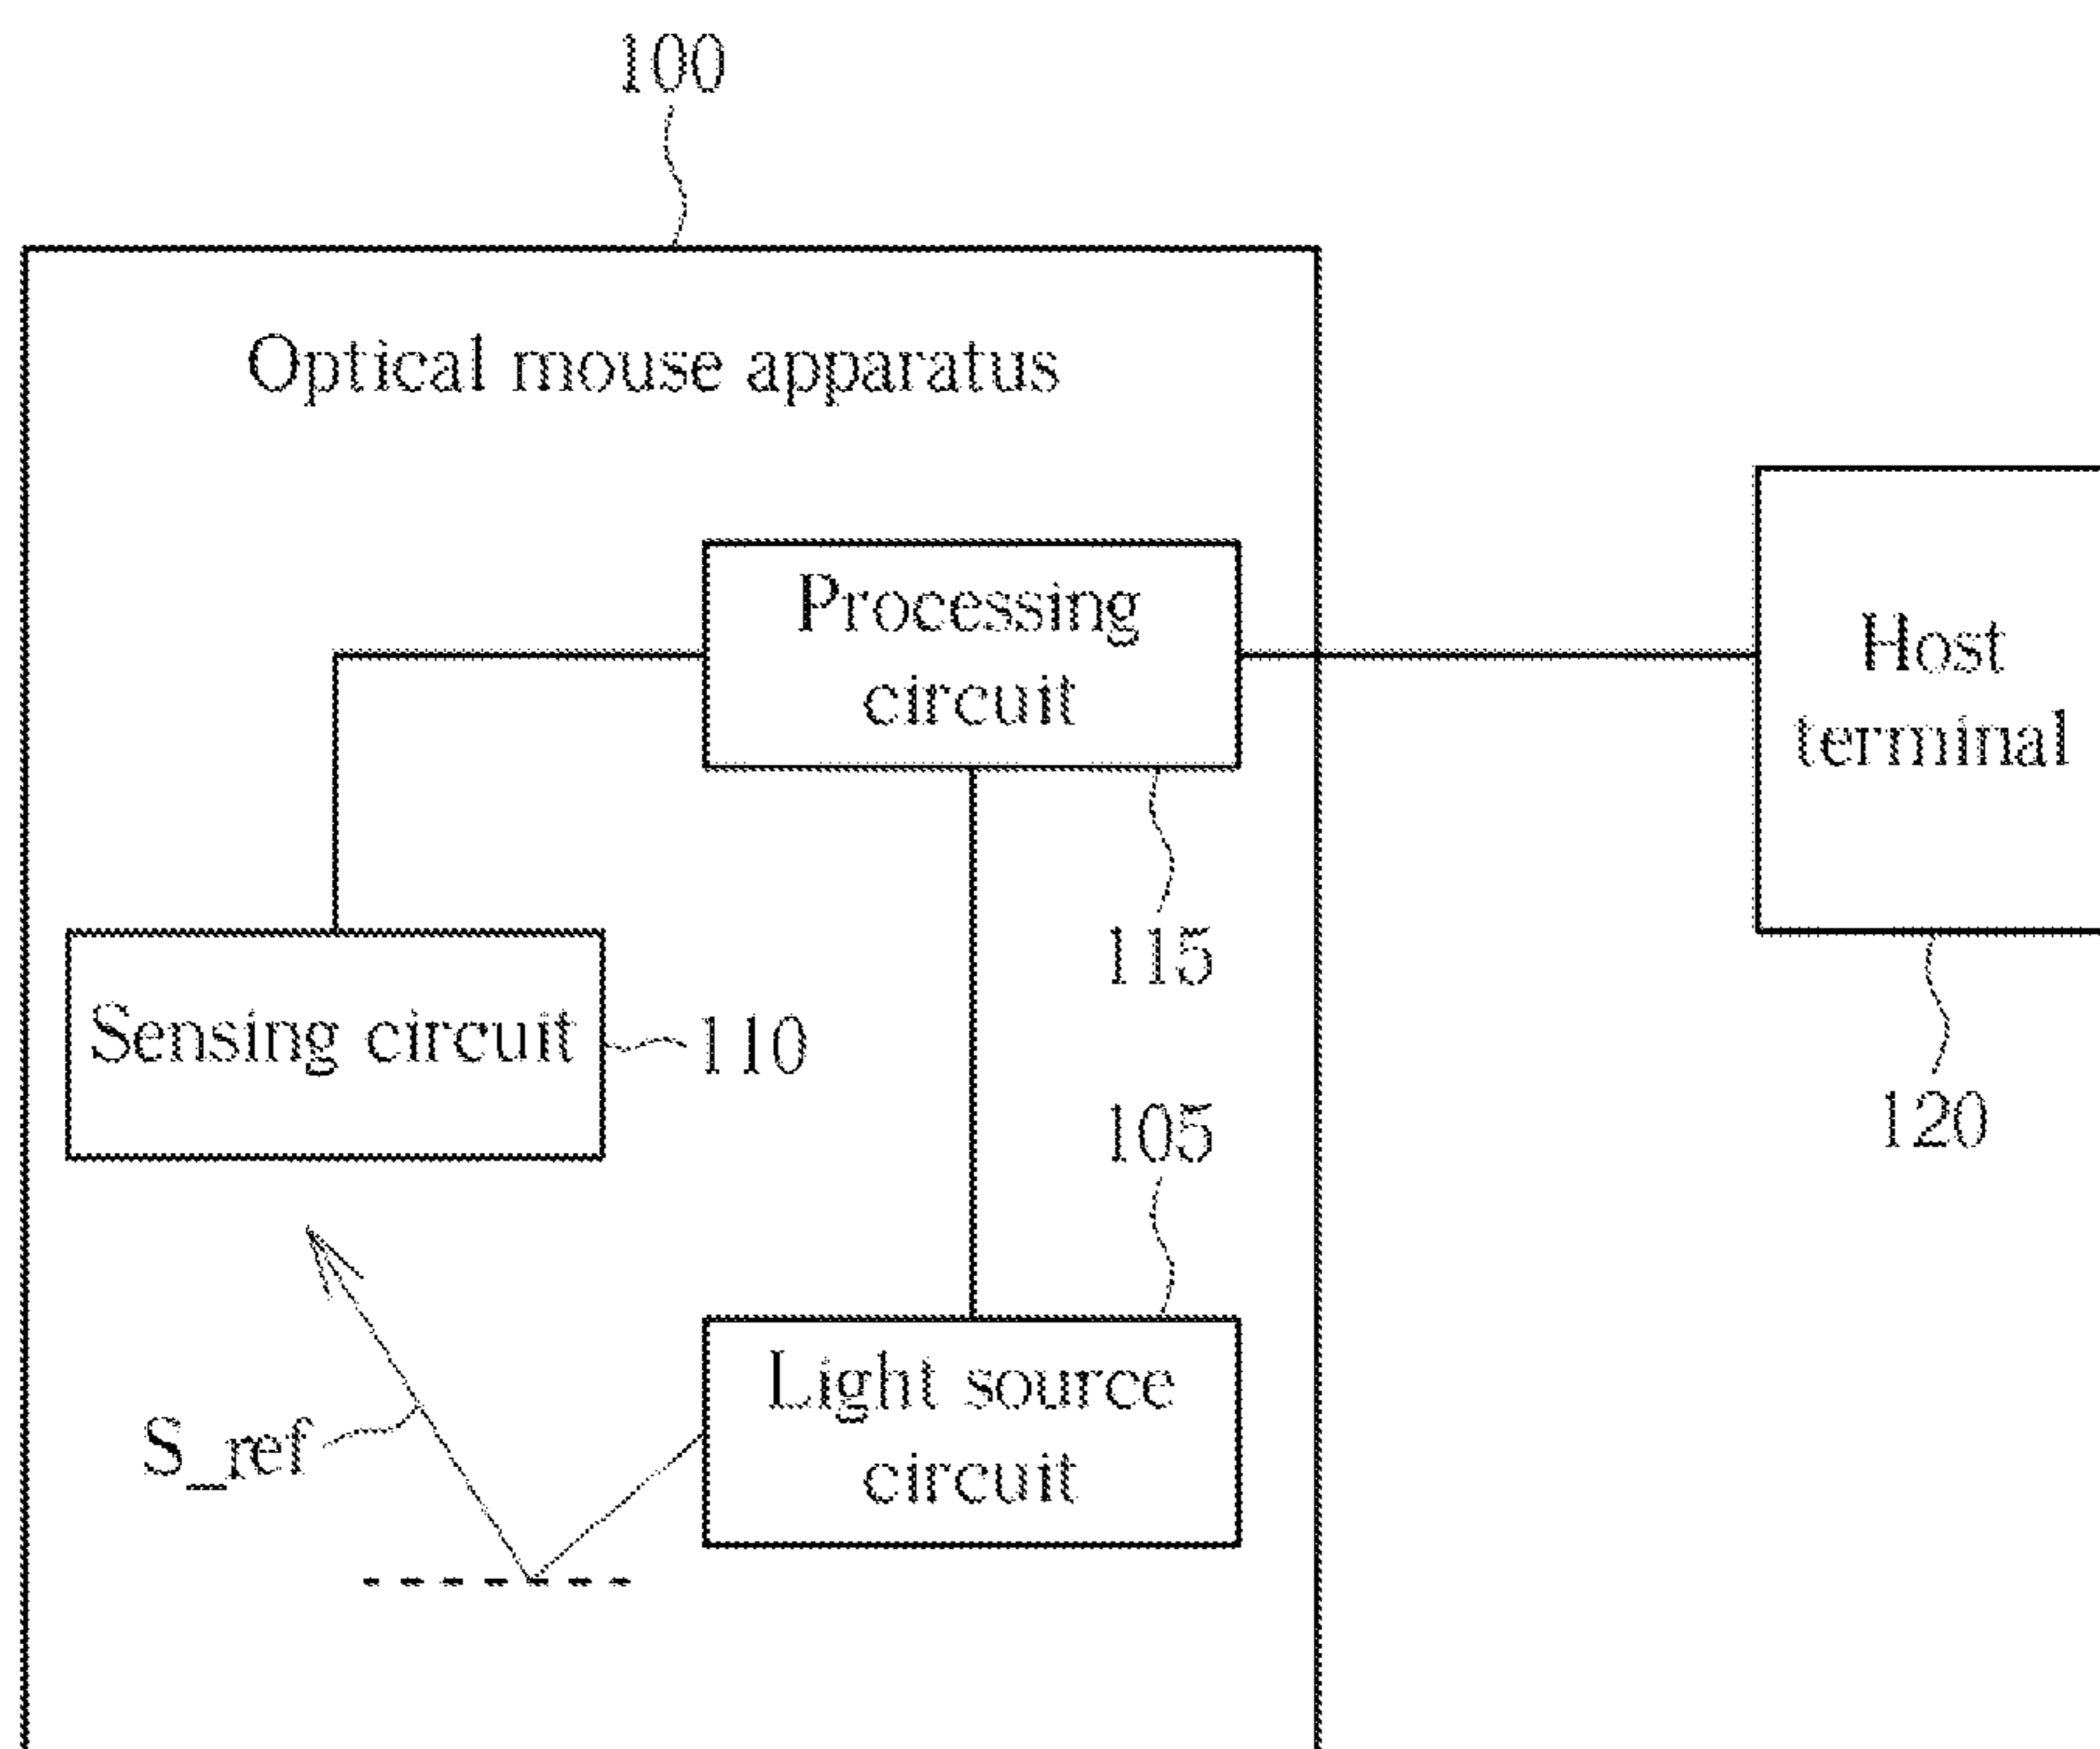 100
Optical mouse apparatus
Processing
circuit
Host
terminal
115
Sensing circuit
110
105
120
Light source
circuit
S_ref